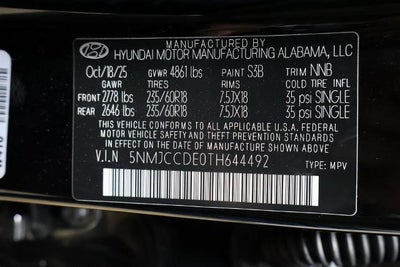 MANUFACTURED BY
HYUNDAI MOTOR MANUFACTURING ALABAMA, LLC
Oct/18/25 GVWR 4861 lbs PAINT S3B TRIM NNB
GAWR TIRES RIMS COLD TIRE INFL
FRONT 2778 lbs 235/60R18 7.5JX18 35 psi SINGLE
REAR 2646 lbs 235/60R18 7.5JX18 35 psi SINGLE
THIS VEHICLE CONFORMS TO ALL APPLICABLE U.S.
MOTOR VEHICLE SAFETY AND THEFT PREVENTION STANDARDS
IN EFFECT ON THE DATE OF MANUFACTURE SHOWN ABOVE.
V.I.N 5NMJCCDE0TH644492 TYPE: MPV